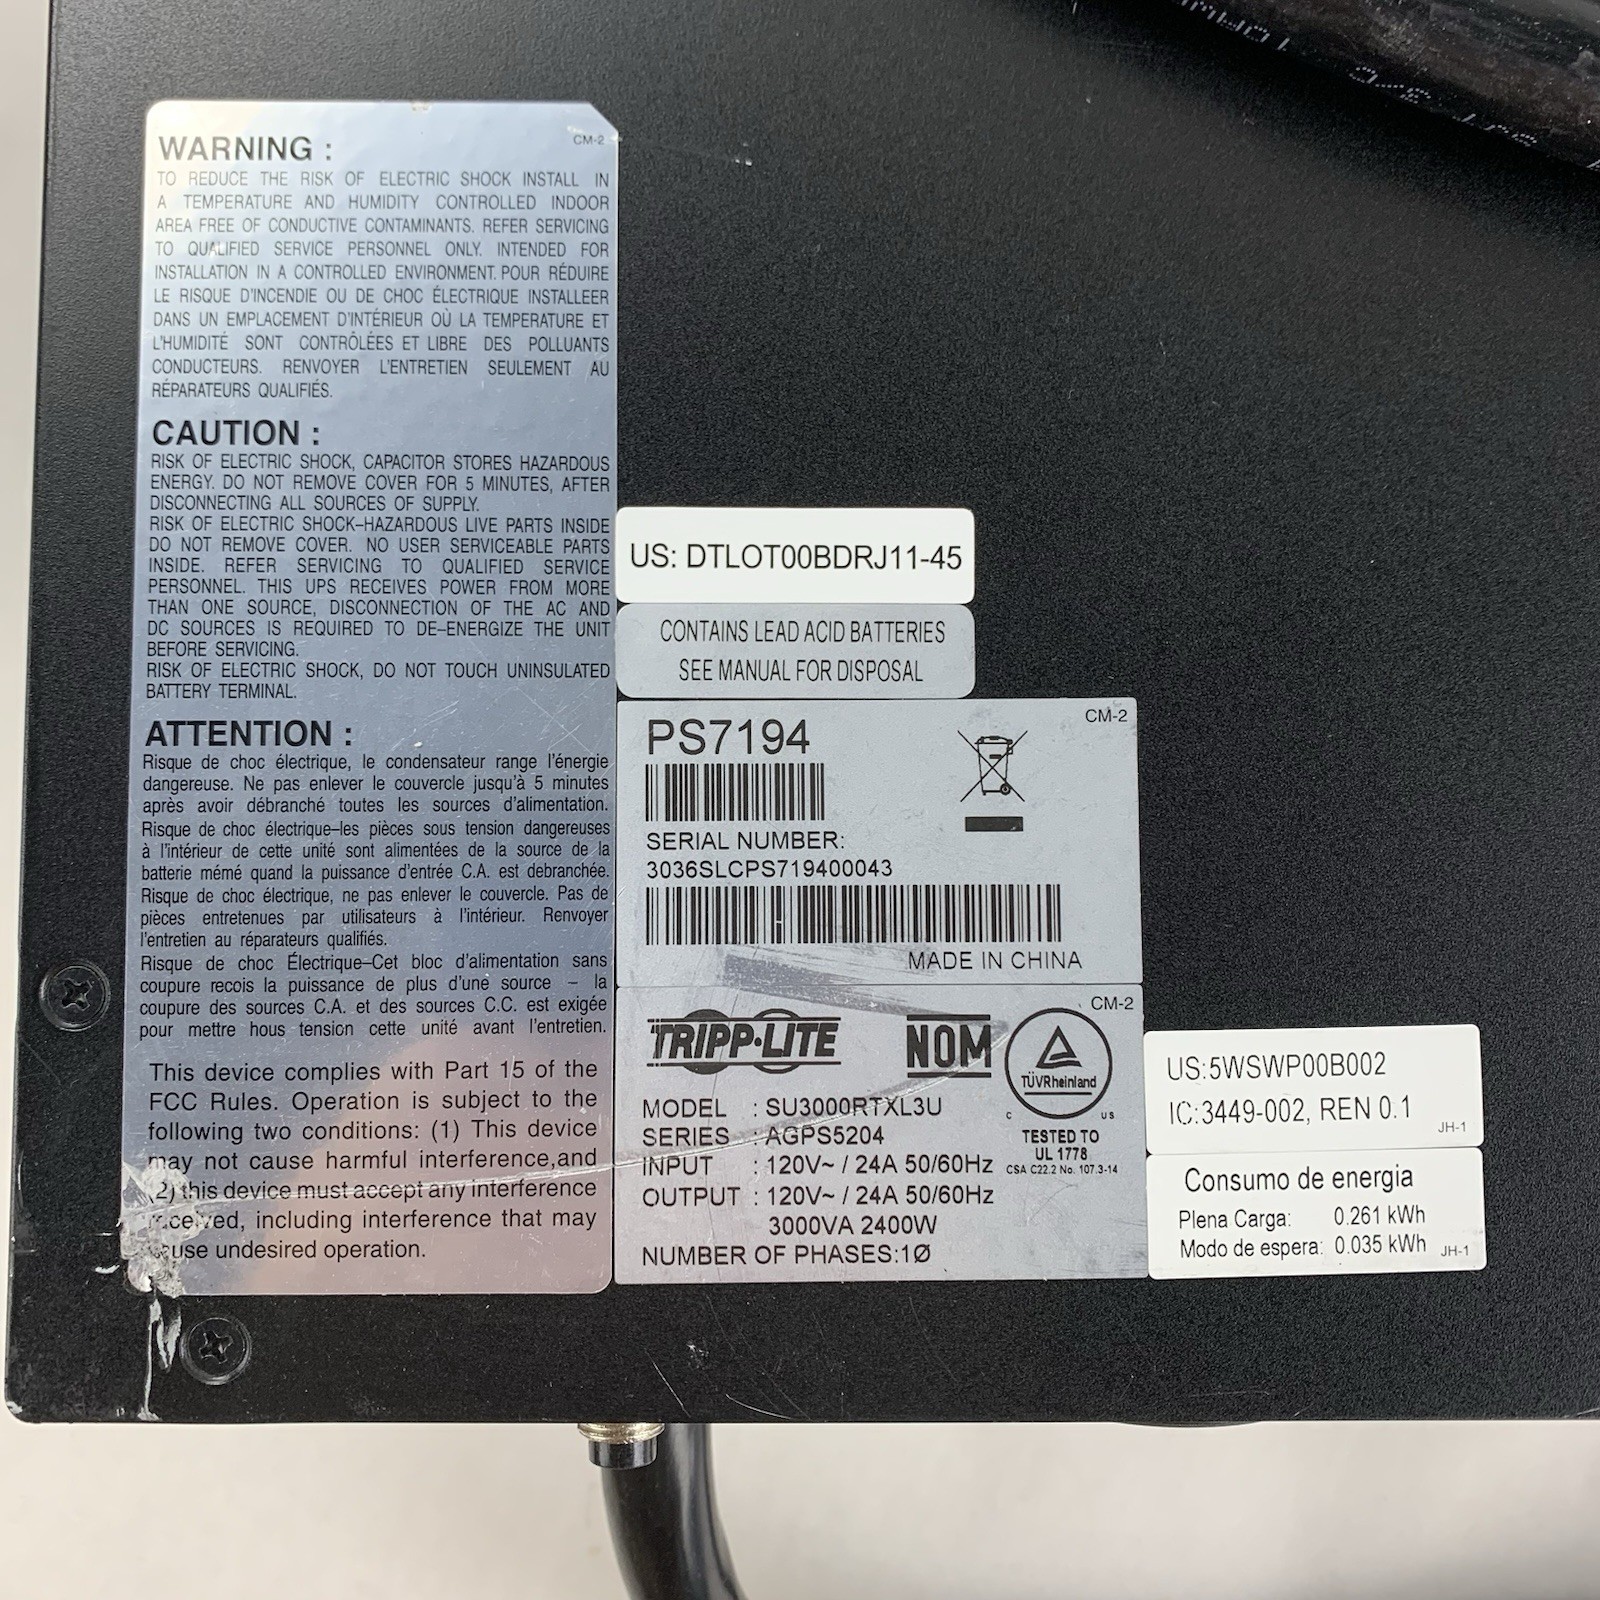 WARNING :
CM-2
TO REDUCE THE RISK OF ELECTRIC SHOCK INSTALL IN
A TEMPERATURE AND HUMIDITY CONTROLLED INDOOR
AREA FREE OF CONDUCTIVE CONTAMINANTS. REFER SERVICING
TO QUALIFIED SERVICE PERSONNEL ONLY. INTENDED FOR
INSTALLATION IN A CONTROLLED ENVIRONMENT. POUR RÉDUIRE
LE RISQUE D'INCENDIE OU DE CHOC ÉLECTRIQUE INSTALLEER
DANS UN EMPLACEMENT D'INTÉRIEUR OÙ LA TEMPERATURE ET
L'HUMIDITÉ SONT CONTRÔLÉES ET LIBRE DES POLLUANTS
CONDUCTEURS. RENVOYER L'ENTRETIEN SEULEMENT AU
RÉPARATEURS QUALIFIÉS.
CAUTION :
RISK OF ELECTRIC SHOCK, CAPACITOR STORES HAZARDOUS
ENERGY. DO NOT REMOVE COVER FOR 5 MINUTES, AFTER
DISCONNECTING ALL SOURCES OF SUPPLY.
RISK OF ELECTRIC SHOCK–HAZARDOUS LIVE PARTS INSIDE
DO NOT REMOVE COVER. NO USER SERVICEABLE PARTS
INSIDE. REFER SERVICING TO QUALIFIED SERVICE
PERSONNEL. THIS UPS RECEIVES POWER FROM MORE
THAN ONE SOURCE, DISCONNECTION OF THE AC AND
DC SOURCES IS REQUIRED TO DE–ENERGIZE THE UNIT
BEFORE SERVICING.
RISK OF ELECTRIC SHOCK, DO NOT TOUCH UNINSULATED
BATTERY TERMINAL.
ATTENTION :
Risque de choc électrique, le condensateur range l'énergie
dangereuse. Ne pas enlever le couvercle jusqu'à 5 minutes
après avoir débranché toutes les sources d'alimentation.
Risque de choc électrique–les pièces sous tension dangereuses
à l'intérieur de cette unité sont alimentées de la source de la
batterie mémé quand la puissance d'entrée C.A. est debranchée.
Risque de choc électrique, ne pas enlever le couvercle. Pas de
pièces entretenues par utilisateurs à l'intérieur. Renvoyer
l'entretien au réparateurs qualifiés.
Risque de choc Électrique–Cet bloc d'alimentation sans
coupure recois la puissance de plus d'une source – la
coupure des sources C.A. et des sources C.C. est exigée
pour mettre hous tension cette unité avant l'entretien.
This device complies with Part 15 of the
FCC Rules. Operation is subject to the
following two conditions: (1) This device
may not cause harmful interference,and
(2) this device must accept any interference
received, including interference that may
cause undesired operation.
US: DTLOT00BDRJ11-45
CONTAINS LEAD ACID BATTERIES
SEE MANUAL FOR DISPOSAL
PS7194
CM-2
SERIAL NUMBER:
3036SLCPS719400043
MADE IN CHINA
CM-2
TRIPP·LITE
NOM
TÜVRheinland
C US
MODEL : SU3000RTXL3U
SERIES : AGPS5204
INPUT : 120V~ / 24A 50/60Hz
OUTPUT : 120V~ / 24A 50/60Hz
3000VA 2400W
NUMBER OF PHASES:1Ø
TESTED TO
UL 1778
CSA C22.2 No. 107.3-14
US:5WSWP00B002
IC:3449-002, REN 0.1
JH-1
Consumo de energia
Plena Carga: 0.261 kWh
Modo de espera: 0.035 kWh
JH-1